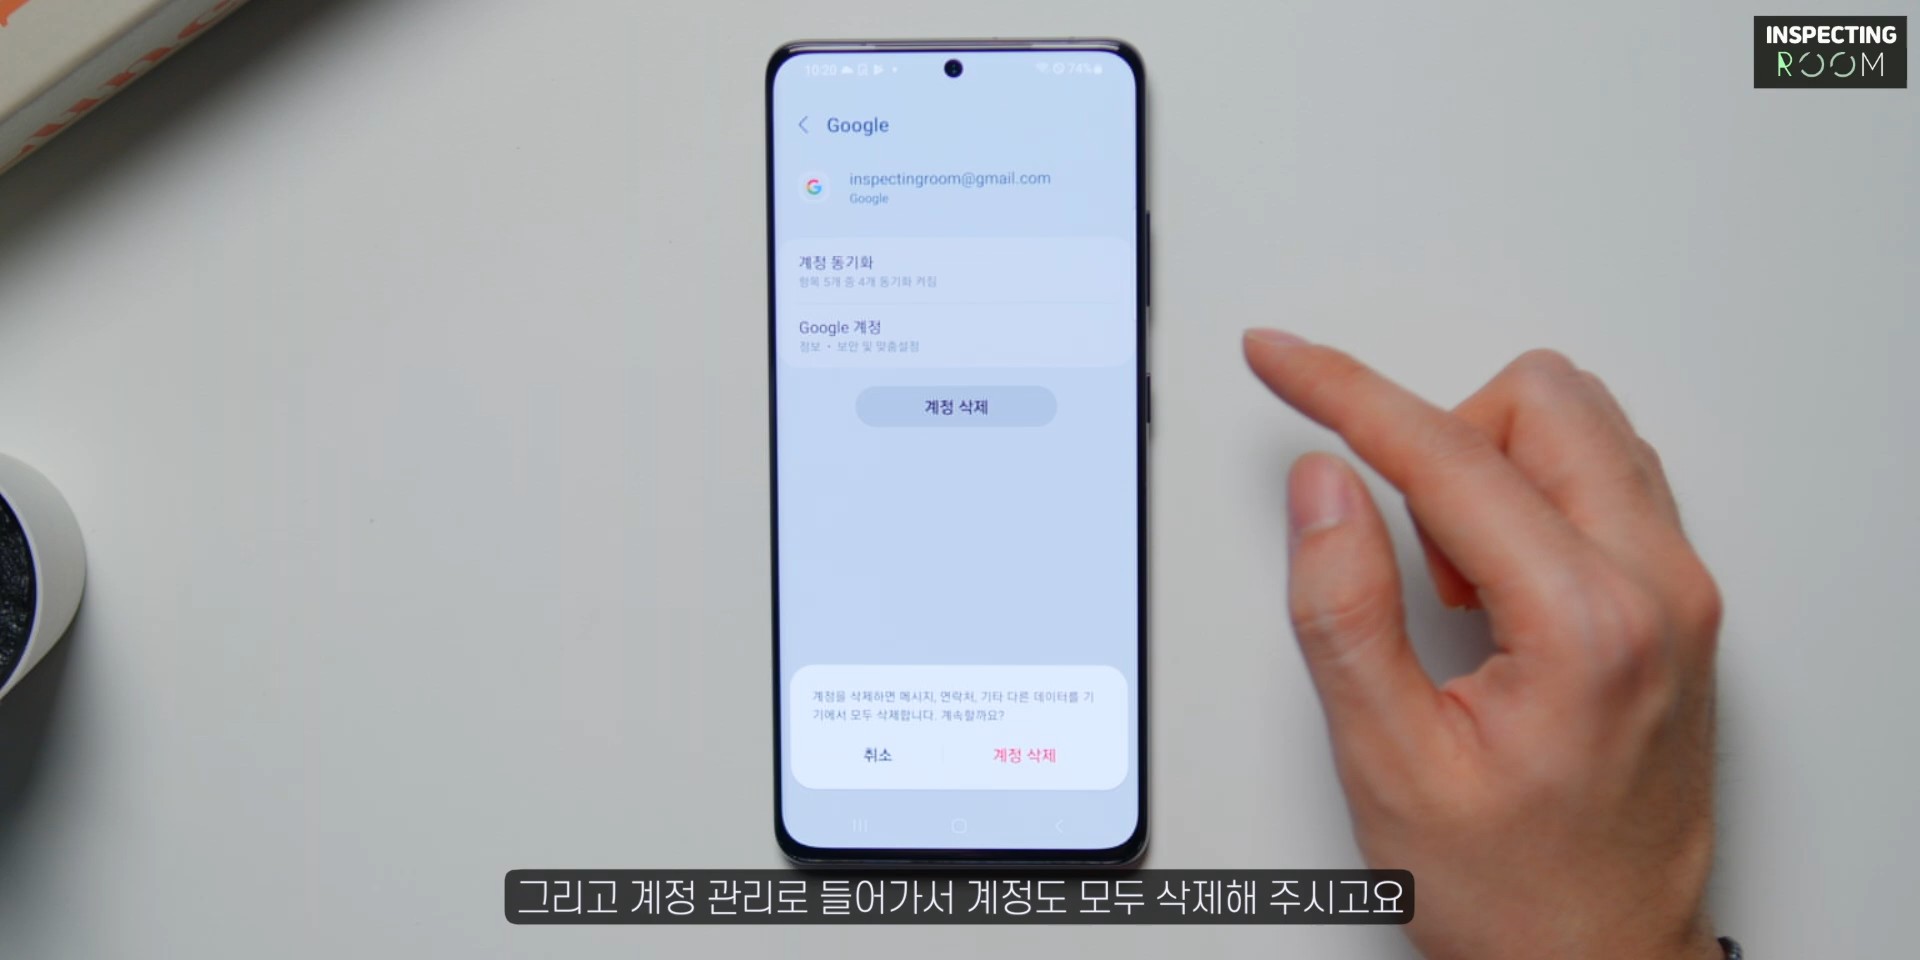 INSPECTING
ROOM
10:20
74%
Google
inspectingroom@gmail.com
Google
계정 동기화
항목 5개 중 4개 동기화 켜짐
Google 계정
정보 • 보안 및 맞춤설정
계정 삭제
계정을 삭제하면 메시지, 연락처, 기타 다른 데이터를 기
기에서 모두 삭제합니다. 계속할까요?
취소
계정 삭제
그리고 계정 관리로 들어가서 계정도 모두 삭제해 주시고요